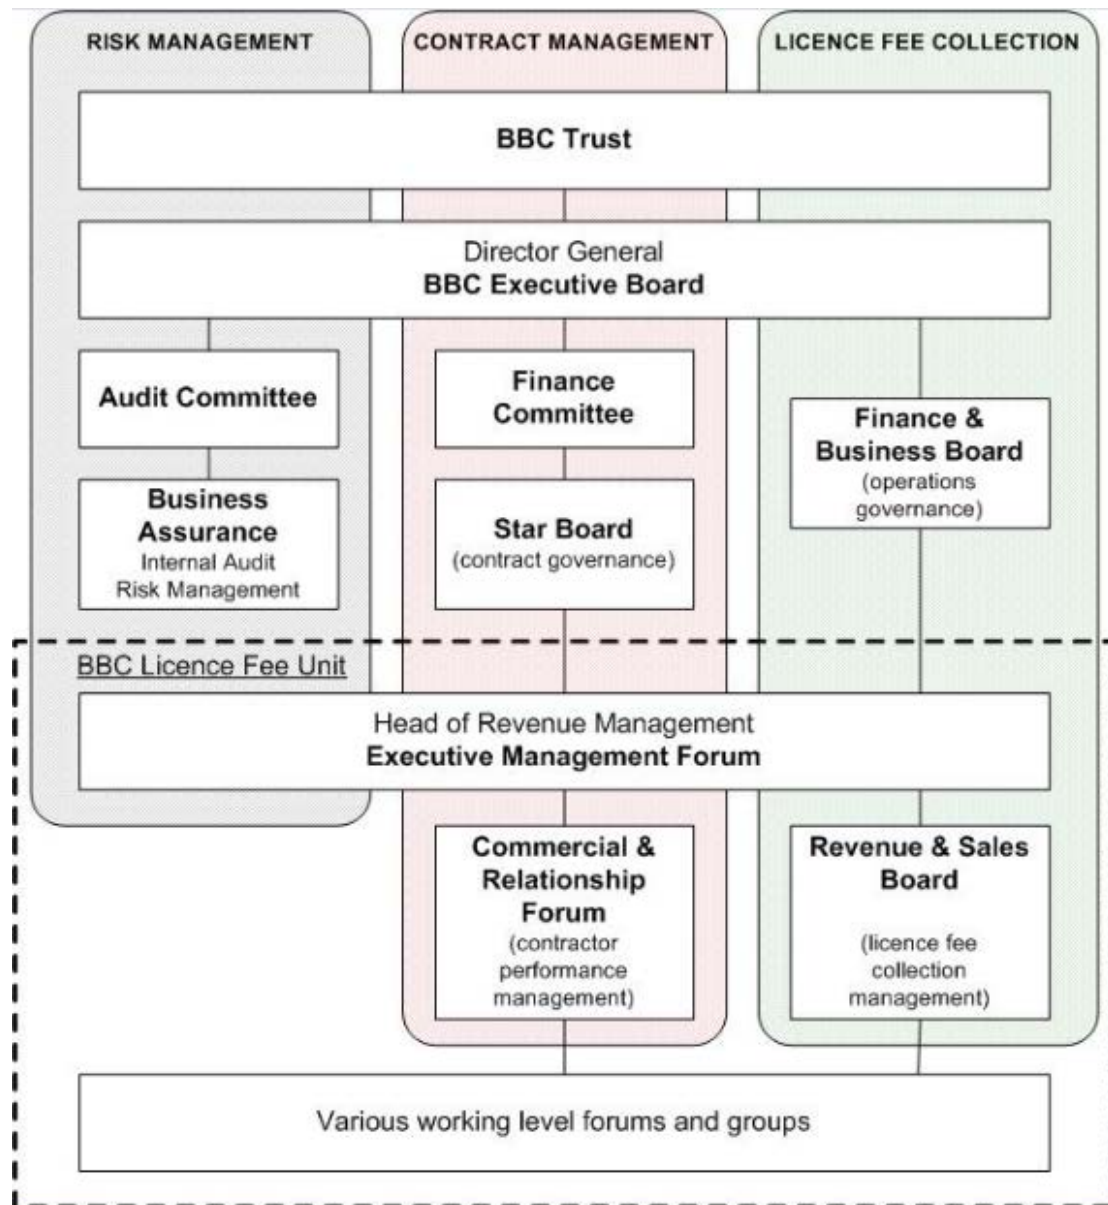 RISK MANAGEMENT
CONTRACT MANAGEMENT
LICENCE FEE COLLECTION
BBC Trust
Director General
BBC Executive Board
Audit Committee
Finance
Committee
Finance &
Business Board
(operations
governance)
Business
Assurance
Internal Audit
Risk Management
Star Board
(contract governance)
BBC Licence Fee Unit
Head of Revenue Management
Executive Management Forum
Commercial &
Relationship
Forum
(contractor
performance
management)
Revenue & Sales
Board
(licence fee
collection
management)
Various working level forums and groups